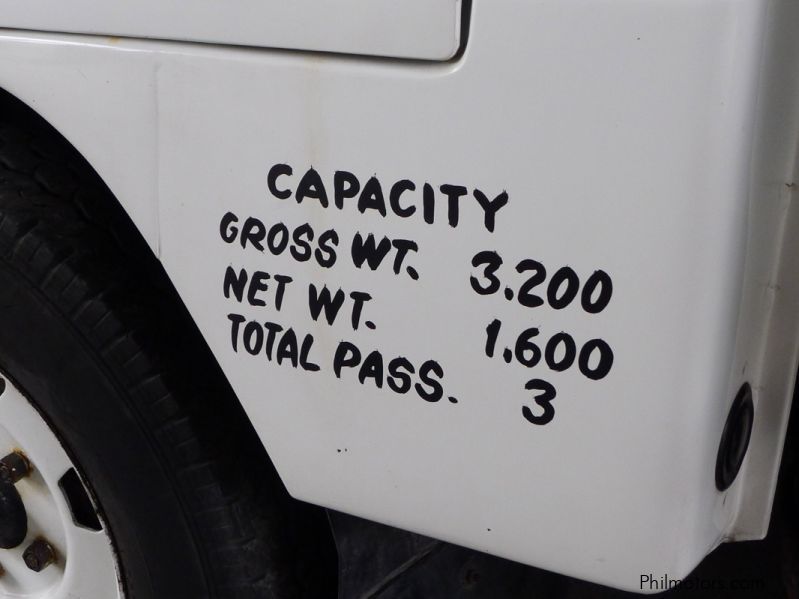 CAPACITY
GROSS WT. 3.200
NET WT. 1.600
TOTAL PASS. 3
Philmotors.com